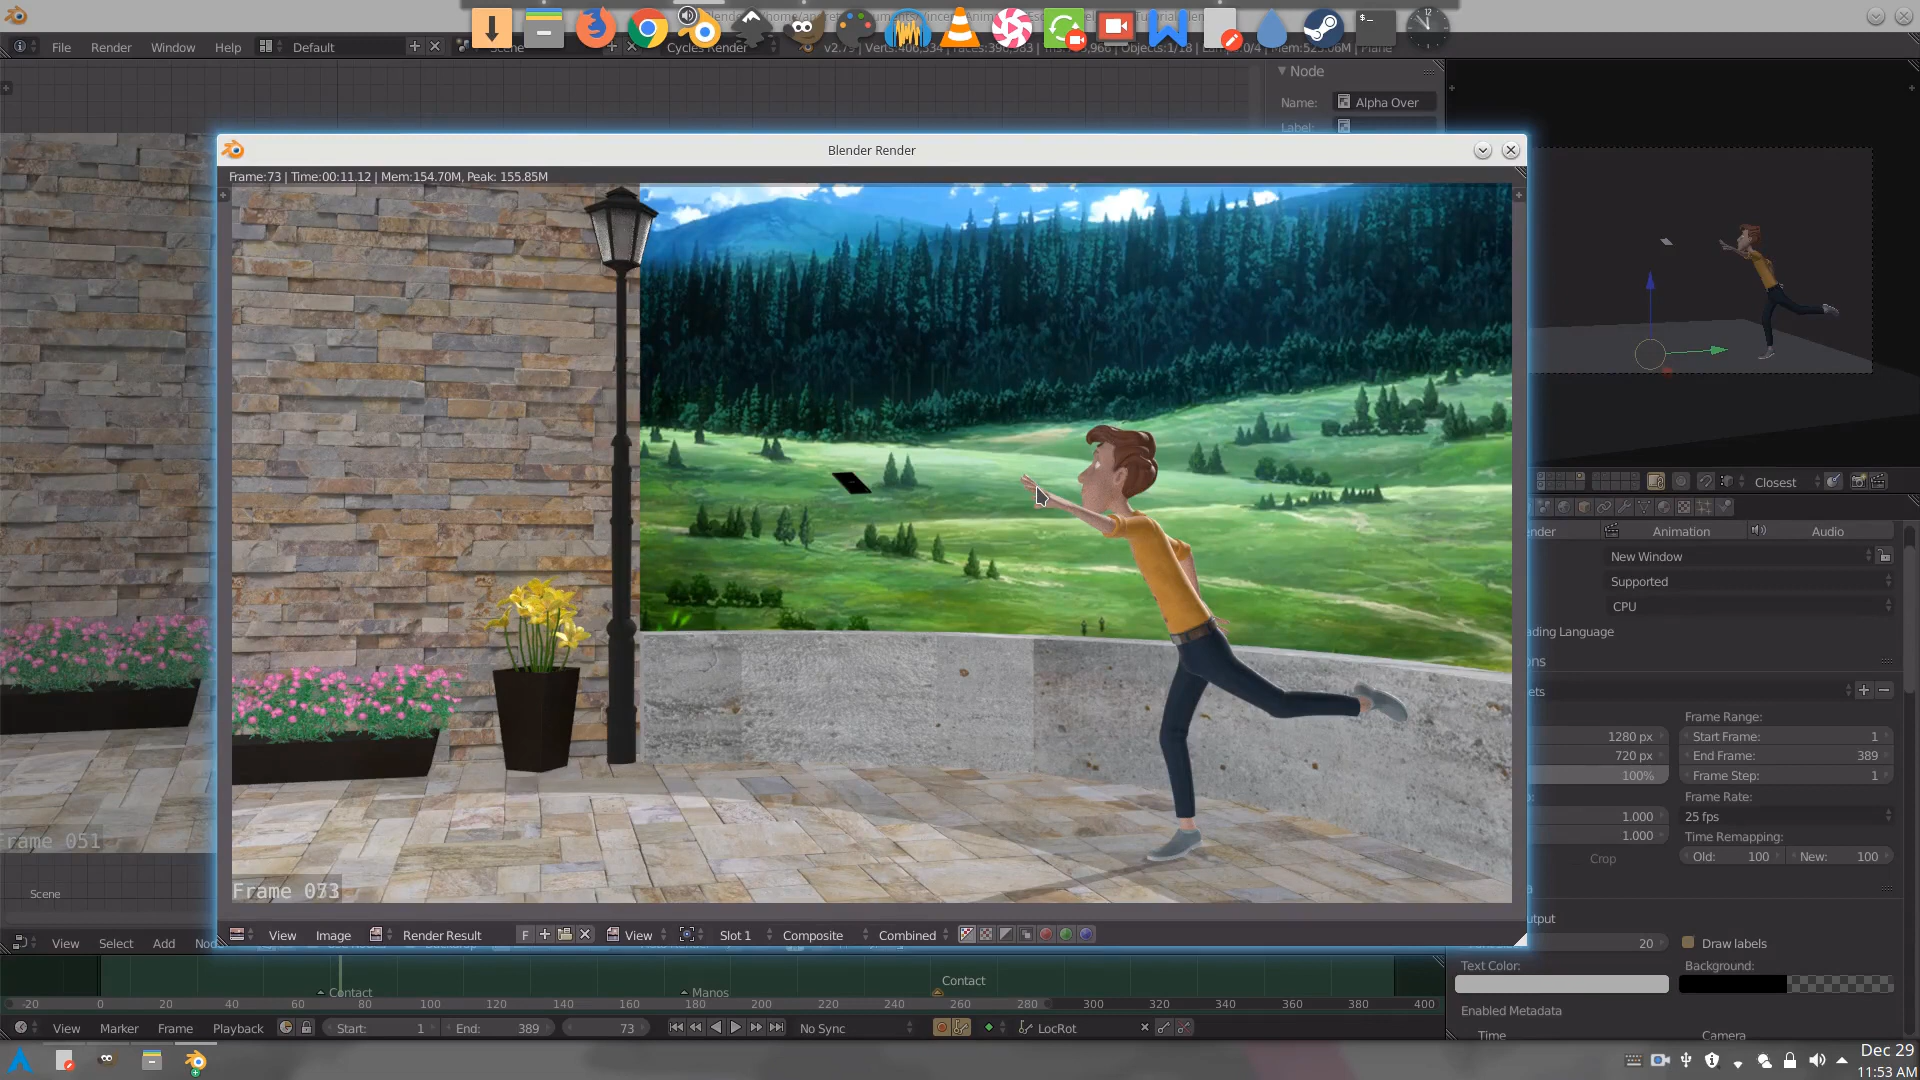 File Render Window Help Default Scene Cycles Render v2.79
Node
Name: Alpha Over
Label:
Blender Render
Frame:73 | Time:00:11.12 | Mem:154.70M, Peak: 155.85M
Closest
Animation Audio
New Window
Supported
CPU
1280 px
720 px
100%
1.000
1.000
Crop
Frame Range:
Start Frame: 1
End Frame: 389
Frame Step: 1
Frame Rate:
25 fps
Time Remapping:
Old: 100 New: 100
20 Draw labels
Text Color: Background:
Enabled Metadata
Time Camera
Frame 051
Frame 073
Scene
View Image Render Result F View Slot 1 Composite Combined
View Select Add
Contact Manos Contact
-20 0 20 40 60 80 100 120 140 160 180 200 220 240 260 280 300 320 340 360 380 400
View Marker Frame Playback Start: 1 End: 389 73 No Sync LocRot
Dec 29
11:53 AM